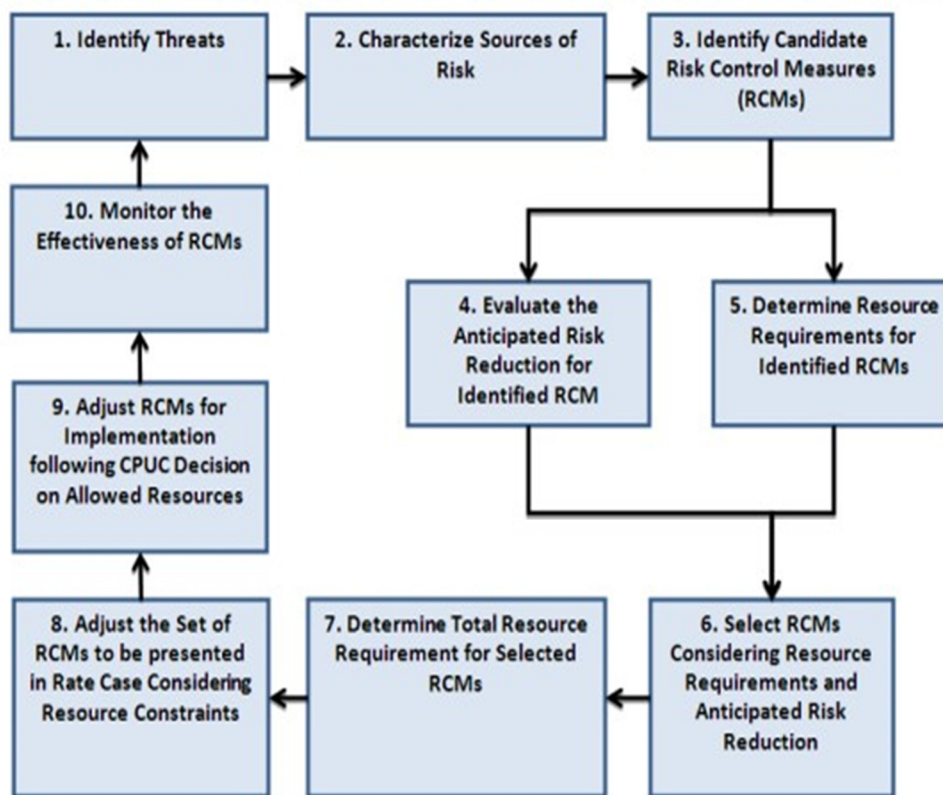 1. Identify Threats
2. Characterize Sources of
Risk
3. Identify Candidate
Risk Control Measures
(RCMs)
4. Evaluate the
Anticipated Risk
Reduction for
Identified RCM
5. Determine Resource
Requirements for
Identified RCMs
6. Select RCMs
Considering Resource
Requirements and
Anticipated Risk
Reduction
7. Determine Total Resource
Requirement for Selected
RCMs
8. Adjust the Set of
RCMs to be presented
in Rate Case Considering
Resource Constraints
9. Adjust RCMs for
Implementation
following CPUC Decision
on Allowed Resources
10. Monitor the
Effectiveness of RCMs